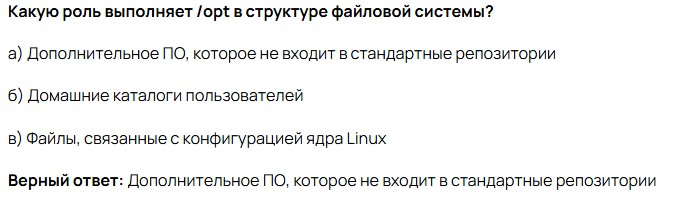 Какую роль выполняет /opt в структуре файловой системы?
а) Дополнительное ПО, которое не входит в стандартные репозитории
б) Домашние каталоги пользователей
в) Файлы, связанные с конфигурацией ядра Linux
Верный ответ: Дополнительное ПО, которое не входит в стандартные репозитории